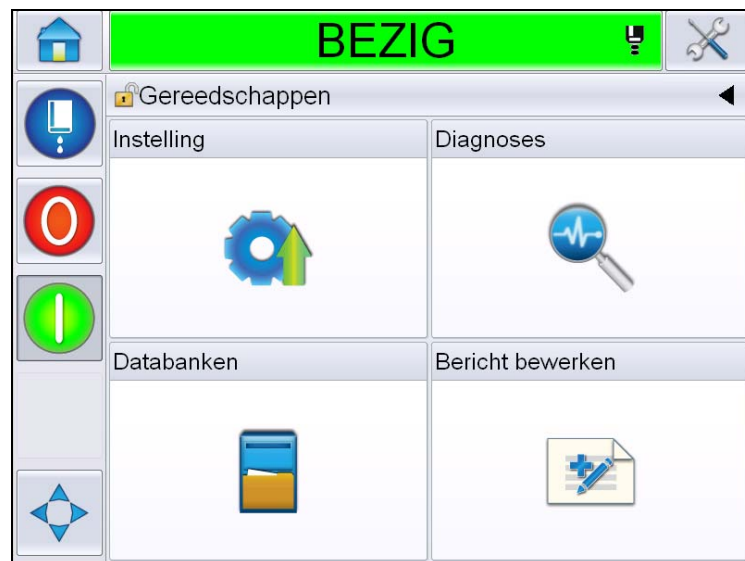 BEZIG
Gereedschappen
Instelling
Diagnoses
Databanken
Bericht bewerken